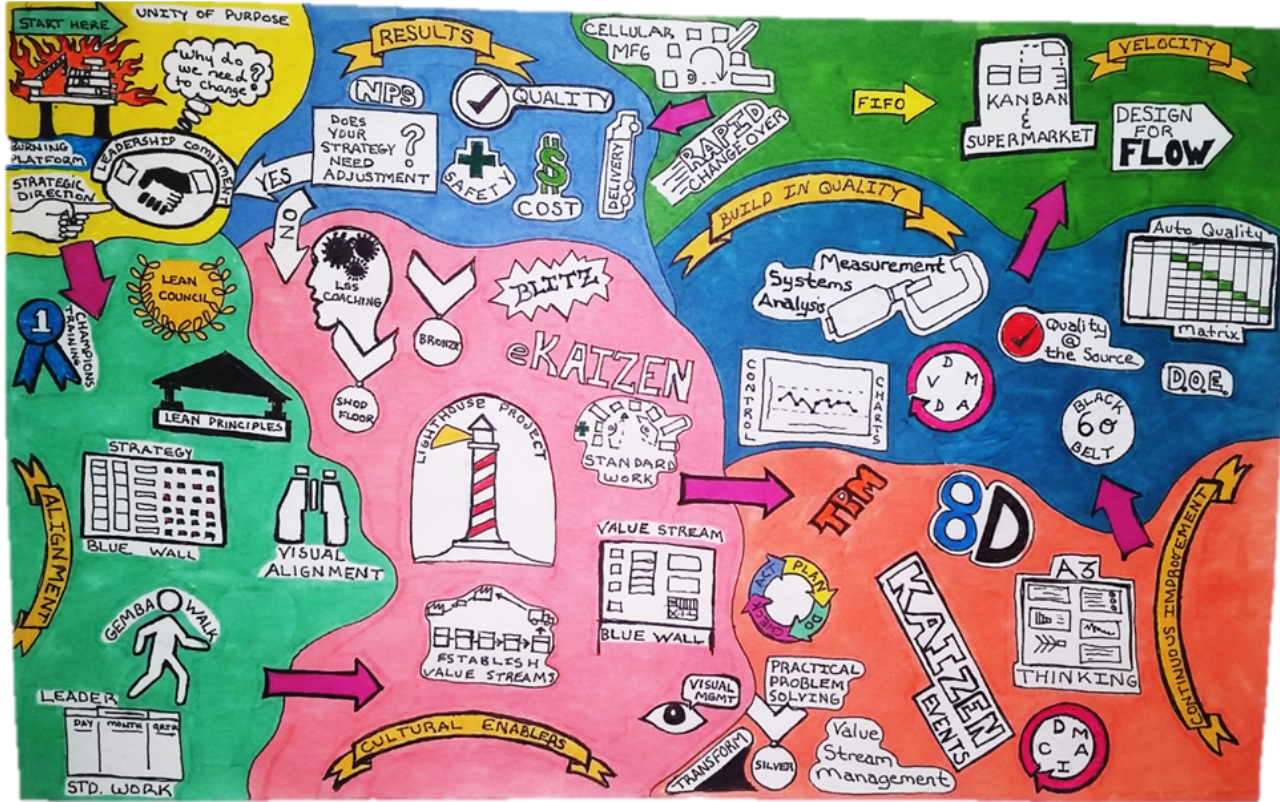 START HERE
UNITY OF PURPOSE
Why do
we need
to change?
BURNING
PLATFORM
LEADERSHIP COMITMENT
STRATEGIC
DIRECTION
RESULTS
NPS
QUALITY
DOES
YOUR
STRATEGY
NEED
ADJUSTMENT
?
YES
NO
SAFETY
$
COST
DELIVERY
CELLULAR
MFG
RAPID
CHANGEOVER
FIFO
KANBAN
&
SUPERMARKET
VELOCITY
DESIGN
FOR
FLOW
BUILD IN QUALITY
Measurement
Systems
Analysis
Auto Quality
Matrix
Quality
@
the Source
D.O.E.
CONTROL
CHARTS
D
M
A
D
V
BLACK
6σ
BELT
1
CHAMPIONS
TRAINING
LEAN
COUNCIL
LEAN PRINCIPLES
STRATEGY
BLUE WALL
VISUAL
ALIGNMENT
ALIGNMENT
GEMBA WALK
LEADER
DAY
MONTH
QRTR
STD. WORK
LSS
COACHING
SHOP
FLOOR
BRONZE
BLITZ
eKAIZEN
LIGHTHOUSE PROJECT
STANDARD
WORK
VALUE STREAM
BLUE WALL
ESTABLISH
VALUE STREAMS
CULTURAL ENABLERS
VISUAL
MGMT
TBM
8D
PLAN
DO
CHECK
ACT
KAIZEN
EVENTS
A3
THINKING
PRACTICAL
PROBLEM
SOLVING
SILVER
TRANSFORM
Value
Stream
Management
D
M
A
I
C
CONTINUOUS IMPROVEMENT